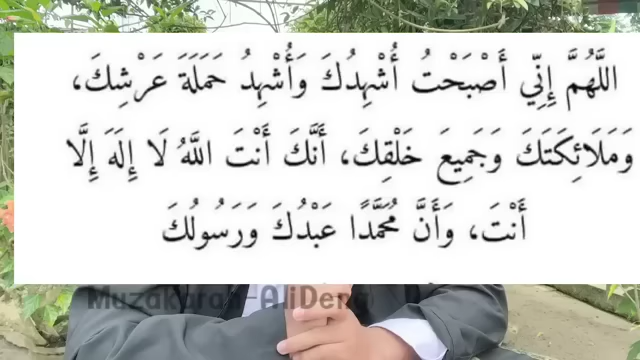 اللَّهُمَّ إِنِّي أَصْبَحْتُ أُشْهِدُكَ وَأُشْهِدُ حَمَلَةَ عَرْشِكَ،
وَمَلَائِكَتَكَ وَجَمِيعَ خَلْقِكَ، أَنَّكَ أَنْتَ اللَّهُ لَا إِلَهَ إِلَّا
أَنْتَ، وَأَنَّ مُحَمَّدًا عَبْدُكَ وَرَسُولُكَ